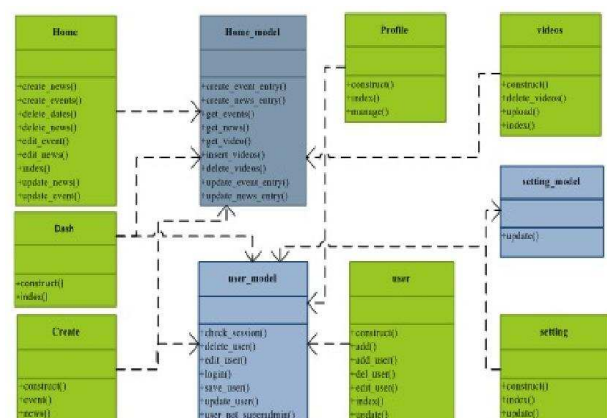 Home
+create_news()
+create_events()
+delete_dates()
+delete_news()
+edit_event()
+edit_news()
+index()
+update_news()
+update_event()
Home_model
+create_event_entry()
+create_news_entry()
+get_events()
+get_news()
+get_video()
+insert_videos()
+delete_videos()
+update_event_entry()
+update_news_entry()
Profile
+construct()
+index()
+manage()
videos
+construct()
+delete_videos()
+upload()
+index()
setting_model
+update()
Dash
+construct()
+index()
user_model
+check_session()
+delete_user()
+edit_user()
+login()
+save_user()
+update_user()
+user_not_superadmin()
user
+construct()
+add()
+add_user()
+del_user()
+edit_user()
+index()
+update()
Create
+construct()
+event()
+news()
setting
+construct()
+index()
+update()